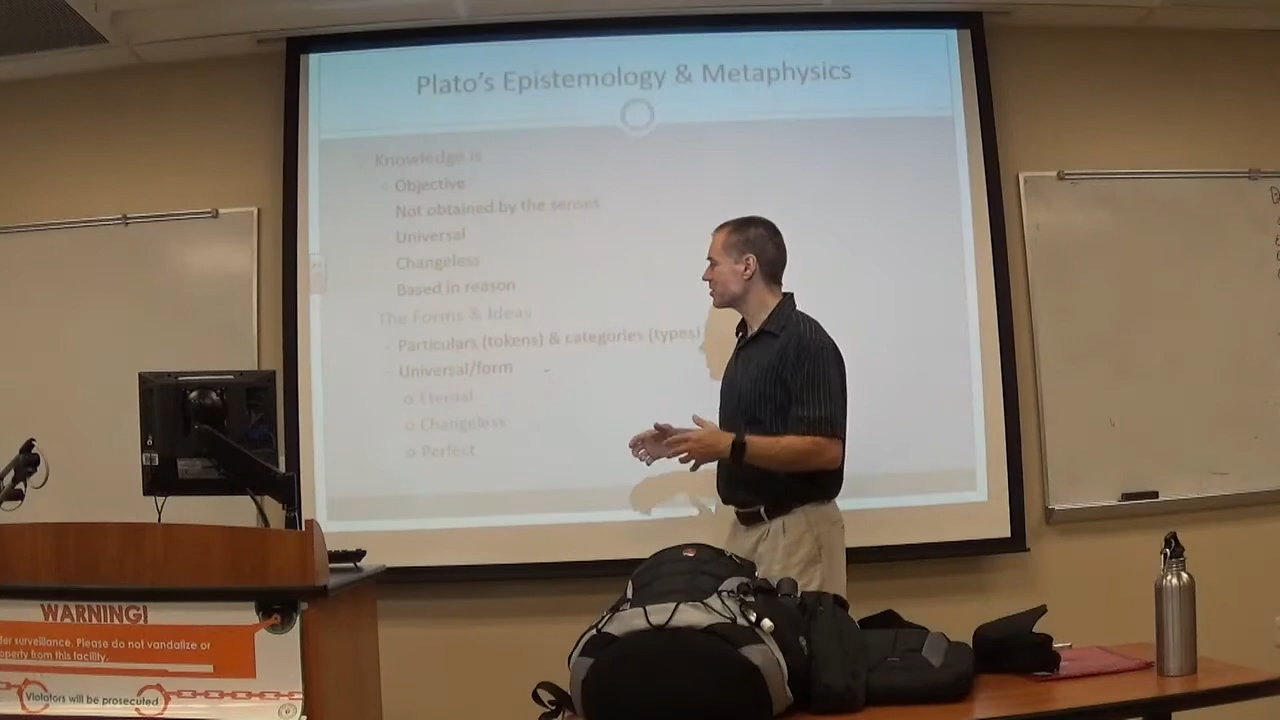 Plato's Epistemology & Metaphysics
Knowledge is
Objective
Not obtained by the senses
Universal
Changeless
Based in reason
The Forms & Ideas
Particulars (tokens) & categories (types)
Universal/form
Eternal
Changeless
Perfect
WARNING!
surveillance. Please do not vandalize or
from this facility.
Violators will be prosecuted